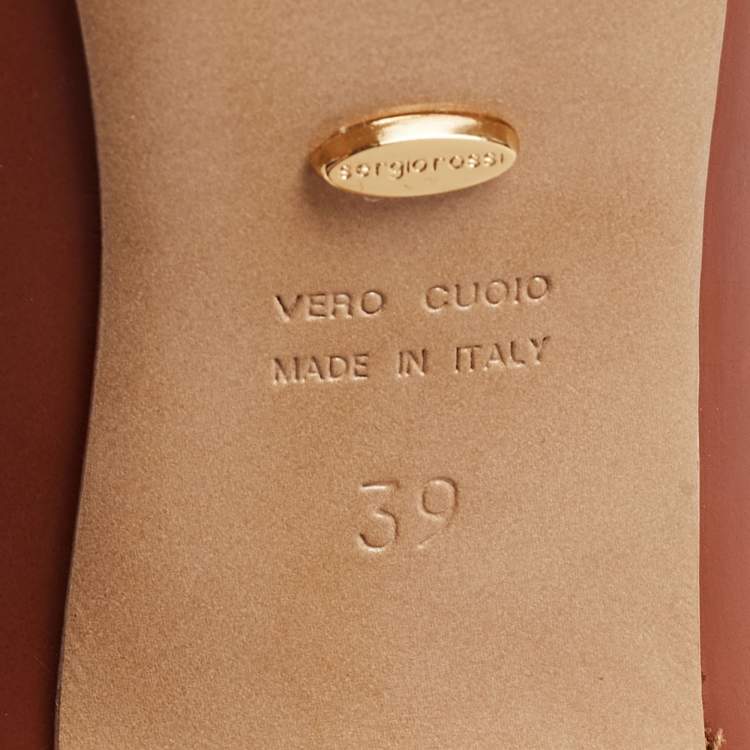 sergiorossi
VERO CUOIO
MADE IN ITALY
39